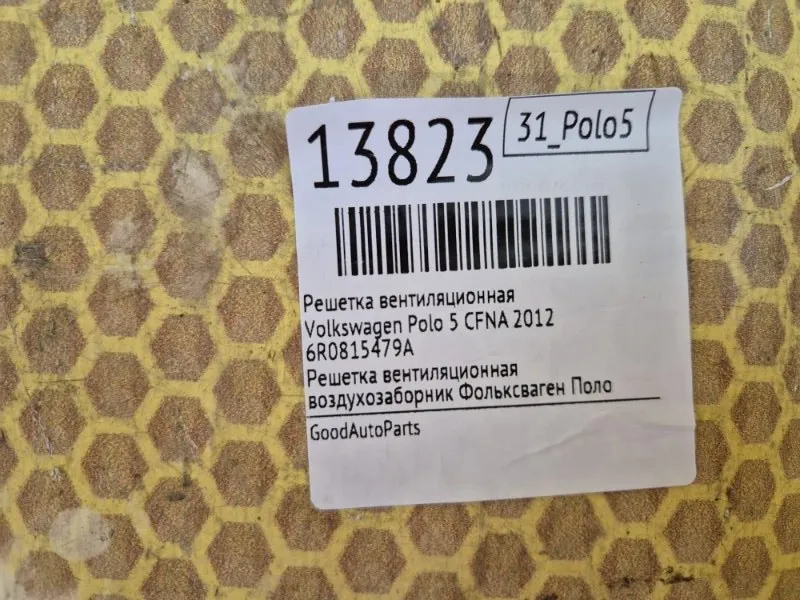 13823
31_Polo5
Решетка вентиляционная
Volkswagen Polo 5 CFNA 2012
6R0815479A
Решетка вентиляционная
воздухозаборник Фольксваген Поло
GoodAutoParts